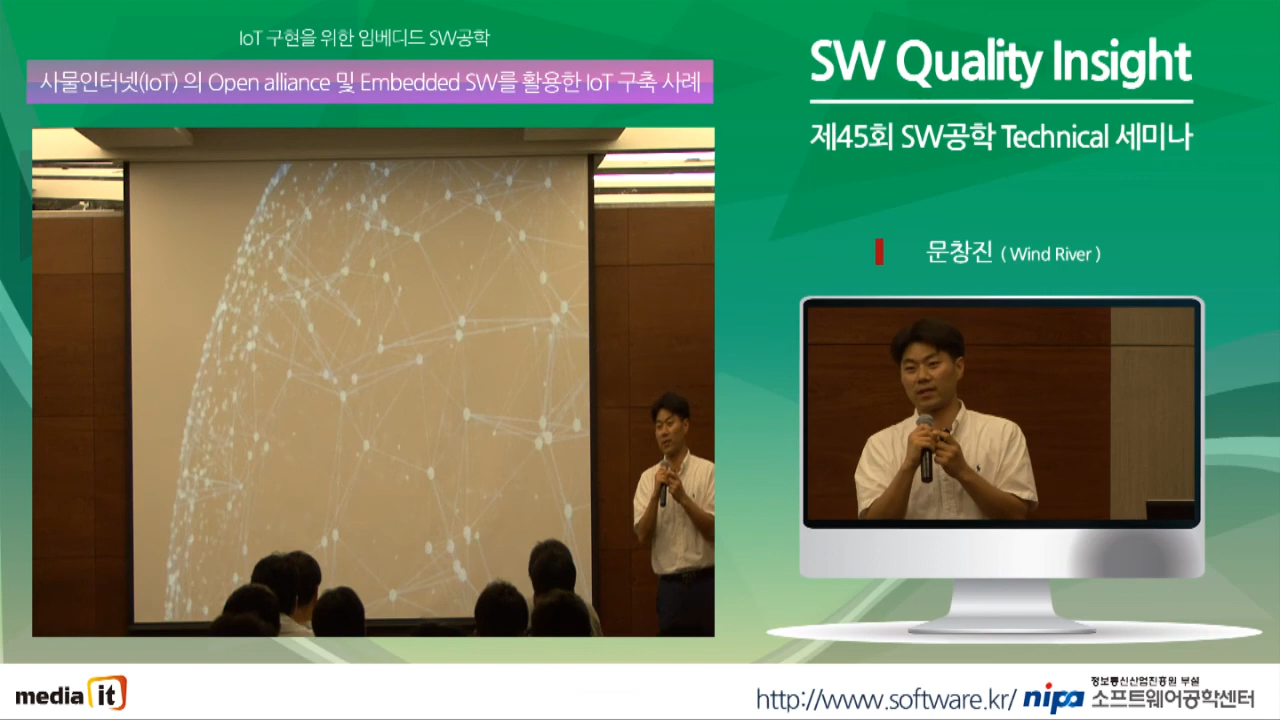 IoT 구현을 위한 임베디드 SW공학
사물인터넷(IoT) 의 Open alliance 및 Embedded SW를 활용한 IoT 구축 사례
SW Quality Insight
제45회 SW공학 Technical 세미나
문창진 ( Wind River )
media it
http://www.software.kr/
nipa
정보통신산업진흥원 부설
소프트웨어공학센터